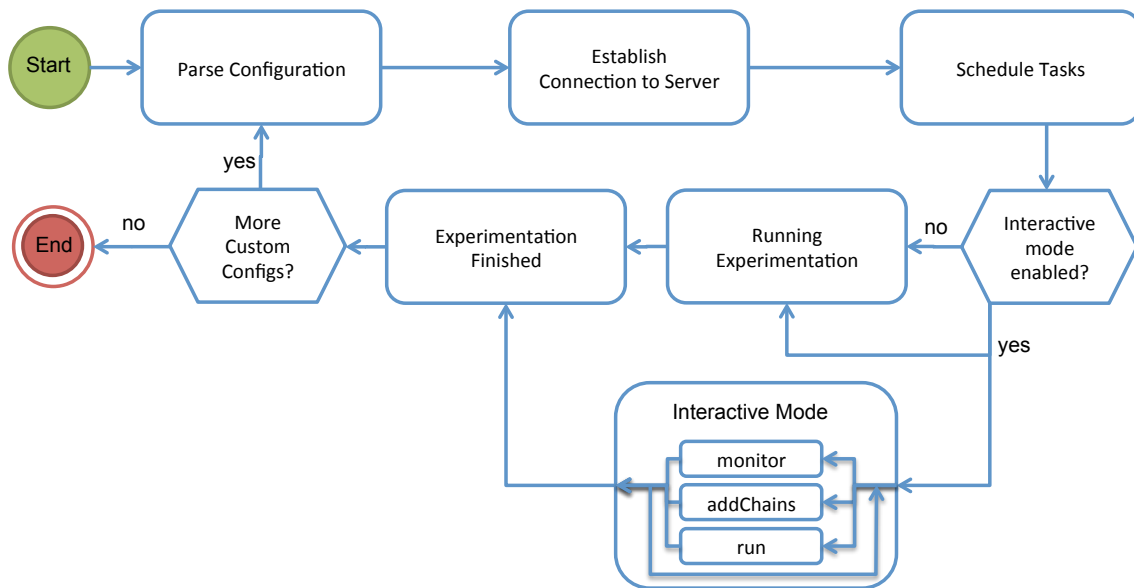 Start
Parse Configuration
Establish
Connection to Server
Schedule Tasks
yes
End
no
More
Custom
Configs?
Experimentation
Finished
Running
Experimentation
no
Interactive
mode
enabled?
yes
Interactive Mode
monitor
addChains
run